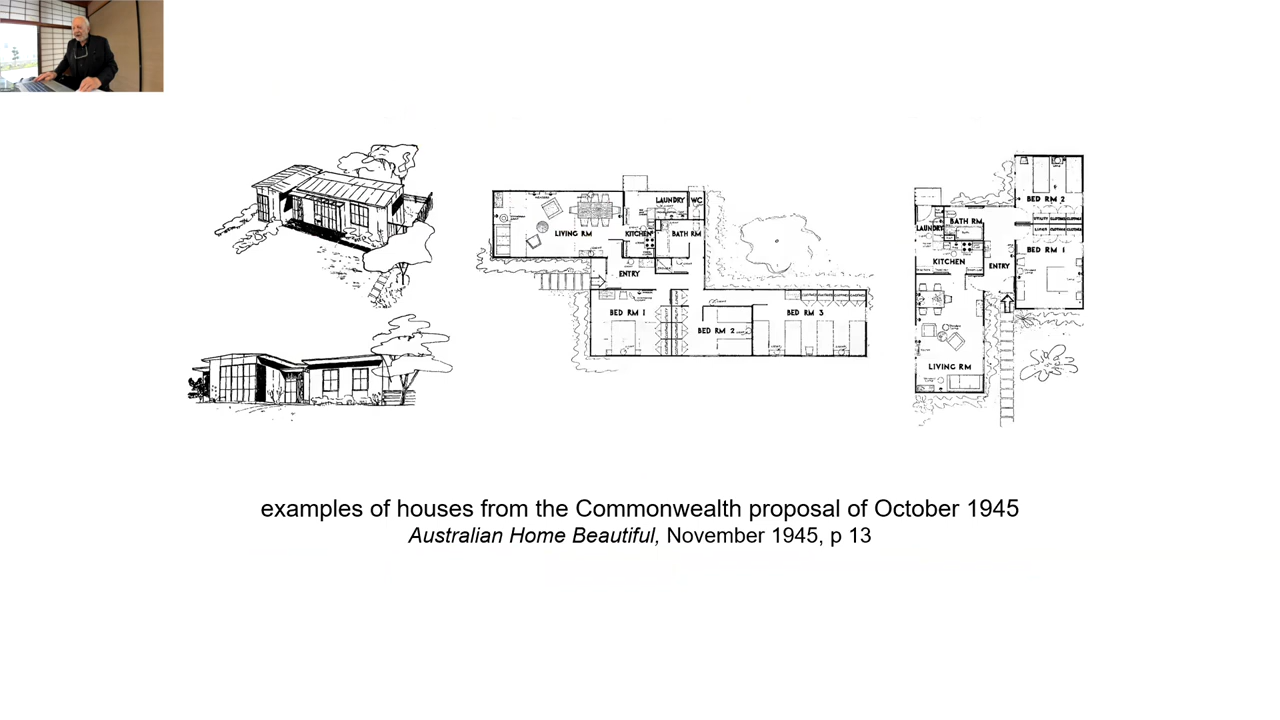 LIVING RM
KITCHEN
LAUNDRY
WC
BATH RM
ENTRY
BED RM 1
BED RM 2
BED RM 3
BED RM 2
BED RM 1
LAUNDRY
BATH RM
KITCHEN
ENTRY
LIVING RM
examples of houses from the Commonwealth proposal of October 1945
Australian Home Beautiful, November 1945, p 13